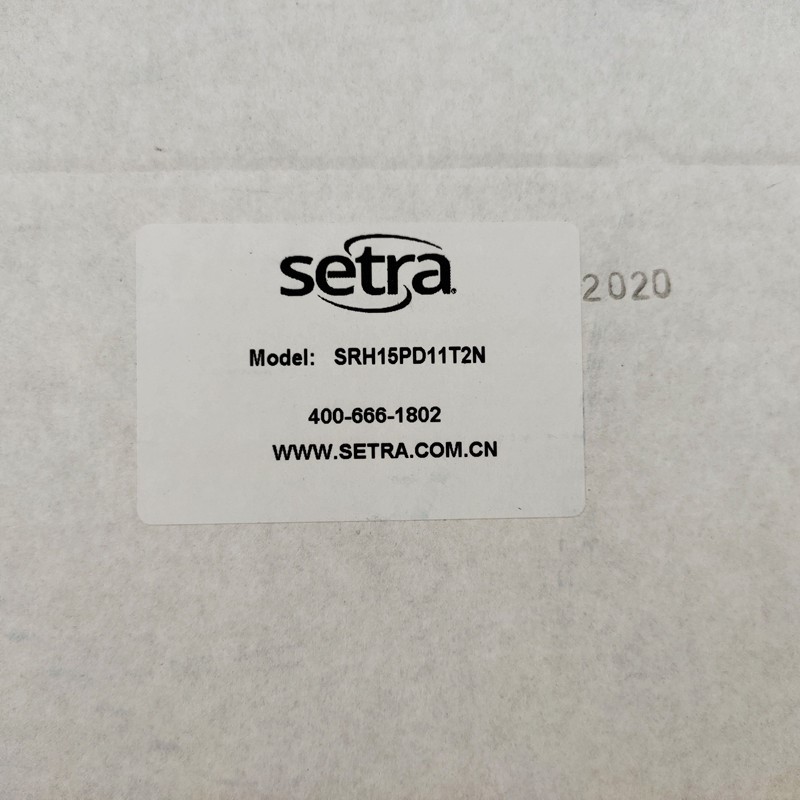 setra
2020
Model: SRH15PD11T2N
400-666-1802
WWW.SETRA.COM.CN